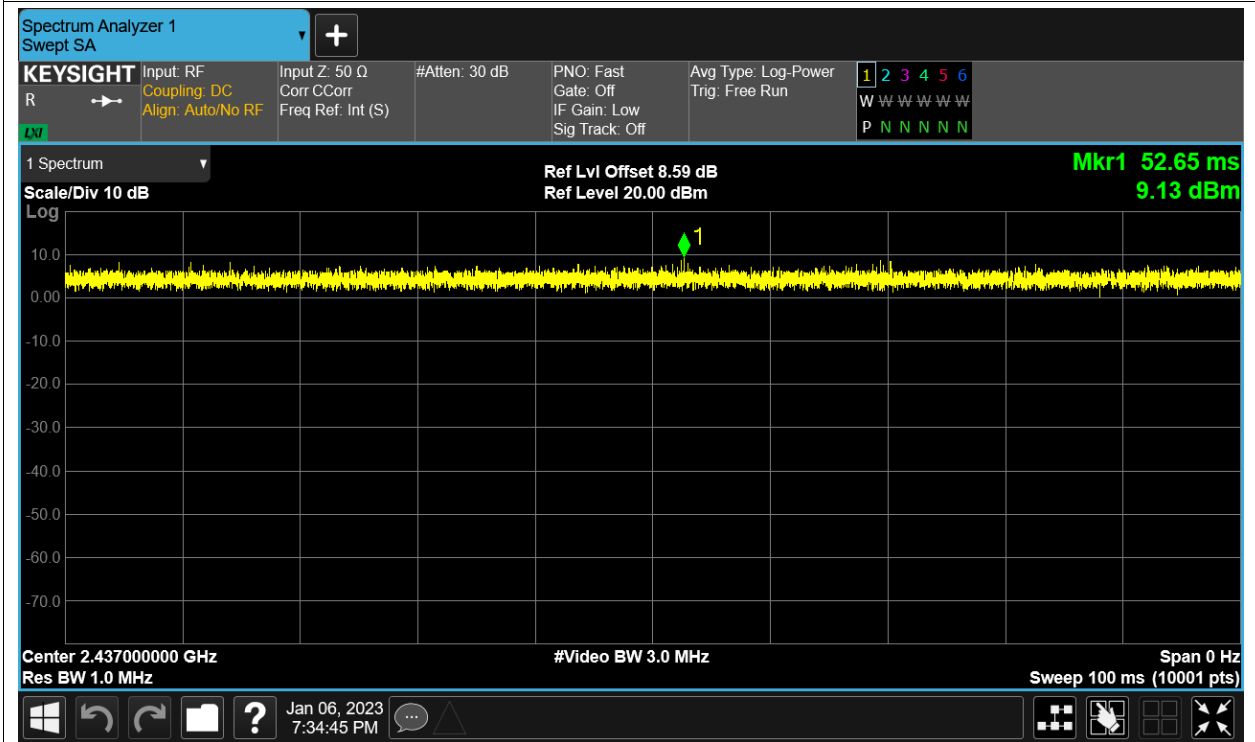 Spectrum Analyzer 1
Swept SA
+
KEYSIGHT
R
LXI
Input: RF
Coupling: DC
Align: Auto/No RF
Input Z: 50 Ω
Corr CCorr
Freq Ref: Int (S)
#Atten: 30 dB
PNO: Fast
Gate: Off
IF Gain: Low
Sig Track: Off
Avg Type: Log-Power
Trig: Free Run
1 2 3 4 5 6
W W W W W W
P N N N N N
1 Spectrum
Scale/Div 10 dB
Ref Lvl Offset 8.59 dB
Ref Level 20.00 dBm
Mkr1 52.65 ms
9.13 dBm
Log
1
10.0
0.00
-10.0
-20.0
-30.0
-40.0
-50.0
-60.0
-70.0
Center 2.437000000 GHz
Res BW 1.0 MHz
#Video BW 3.0 MHz
Span 0 Hz
Sweep 100 ms (10001 pts)
?
Jan 06, 2023
7:34:45 PM